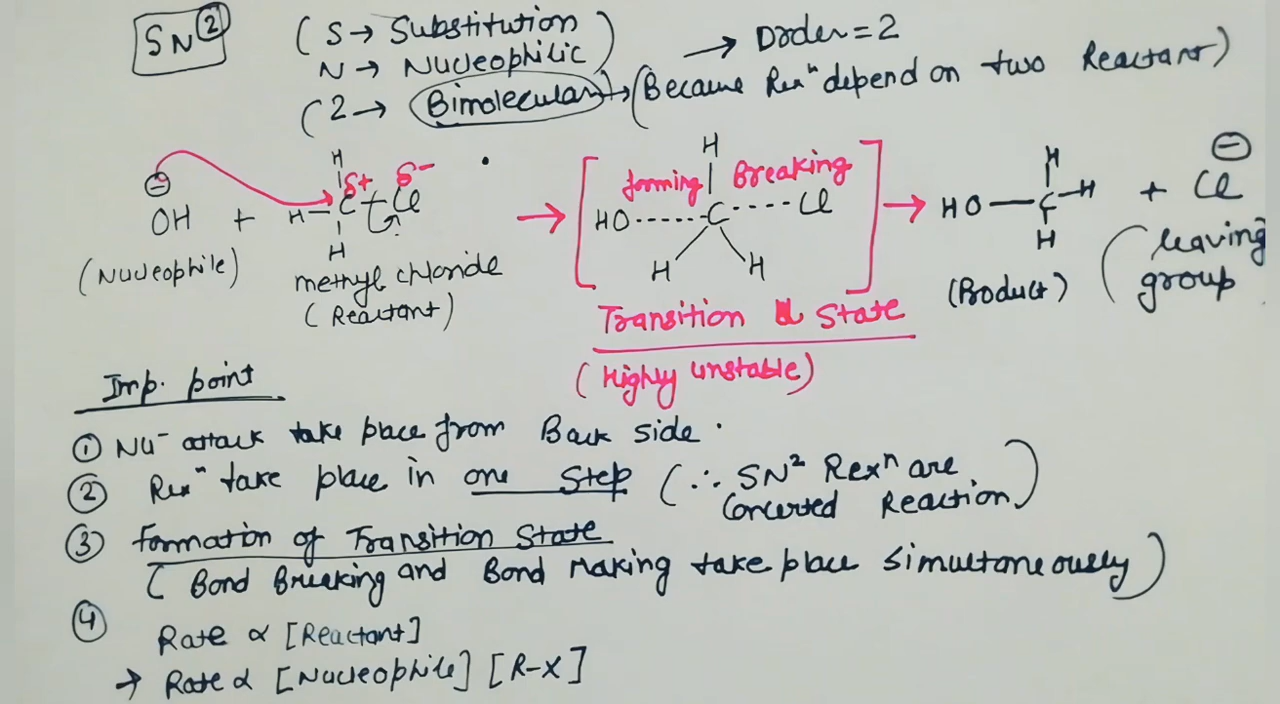 SN② (S→ Substitution
N → Nucleophilic)
(2→ Bimolecular) → (Because Rexⁿ depend on two Reactant)
→ Order = 2
⊖
OH + H–C–Cl
H
H
δ+ δ−
(Nucleophile)
methyl chloride
(Reactant)
→ [HO-----C----Cl] →
forming Breaking
H
H H
Transition State
(Highly unstable)
HO—C–H + Cl
H
H
⊖
(Product)
(leaving
group
Imp. point
① Nu⁻ attack take place from Back side.
② Rexⁿ take place in one Step (∴ SN² Rexⁿ are
Concerted Reaction)
③ formation of Transition State
(Bond Breaking and Bond Making take place simultaneously)
④ Rate ∝ [Reactant]
→ Rate ∝ [Nucleophile] [R-X]